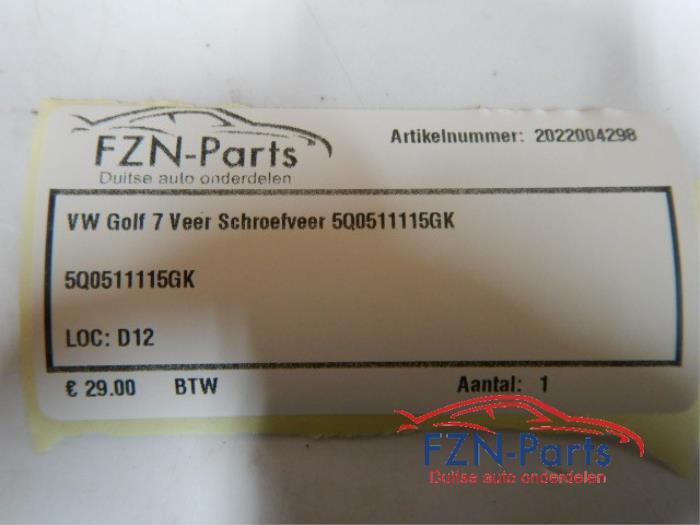 FZN-Parts
Duitse auto onderdelen
Artikelnummer: 2022004298
VW Golf 7 Veer Schroefveer 5Q0511115GK
5Q0511115GK
LOC: D12
€ 29.00 BTW Aantal: 1
FZN-Parts
Duitse auto onderdelen